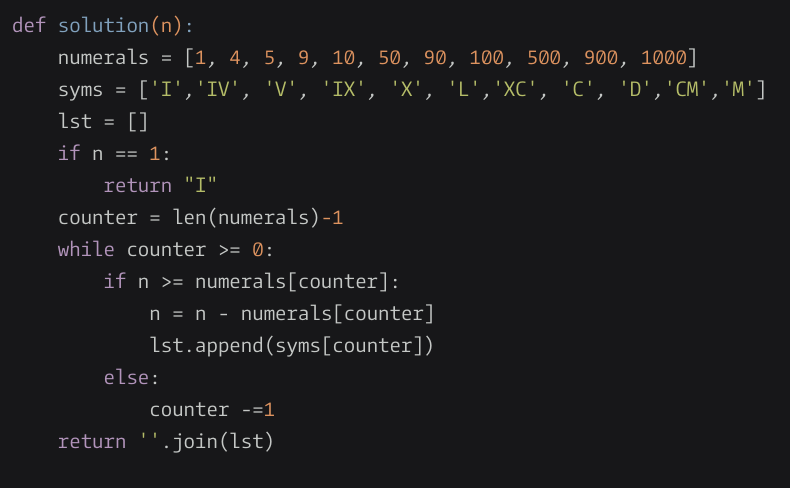 def solution(n):
    numerals = [1, 4, 5, 9, 10, 50, 90, 100, 500, 900, 1000]
    syms = ['I','IV', 'V', 'IX', 'X', 'L','XC', 'C', 'D','CM','M']
    lst = []
    if n == 1:
        return "I"
    counter = len(numerals)-1
    while counter >= 0:
        if n >= numerals[counter]:
            n = n - numerals[counter]
            lst.append(syms[counter])
        else:
            counter -=1
    return ''.join(lst)